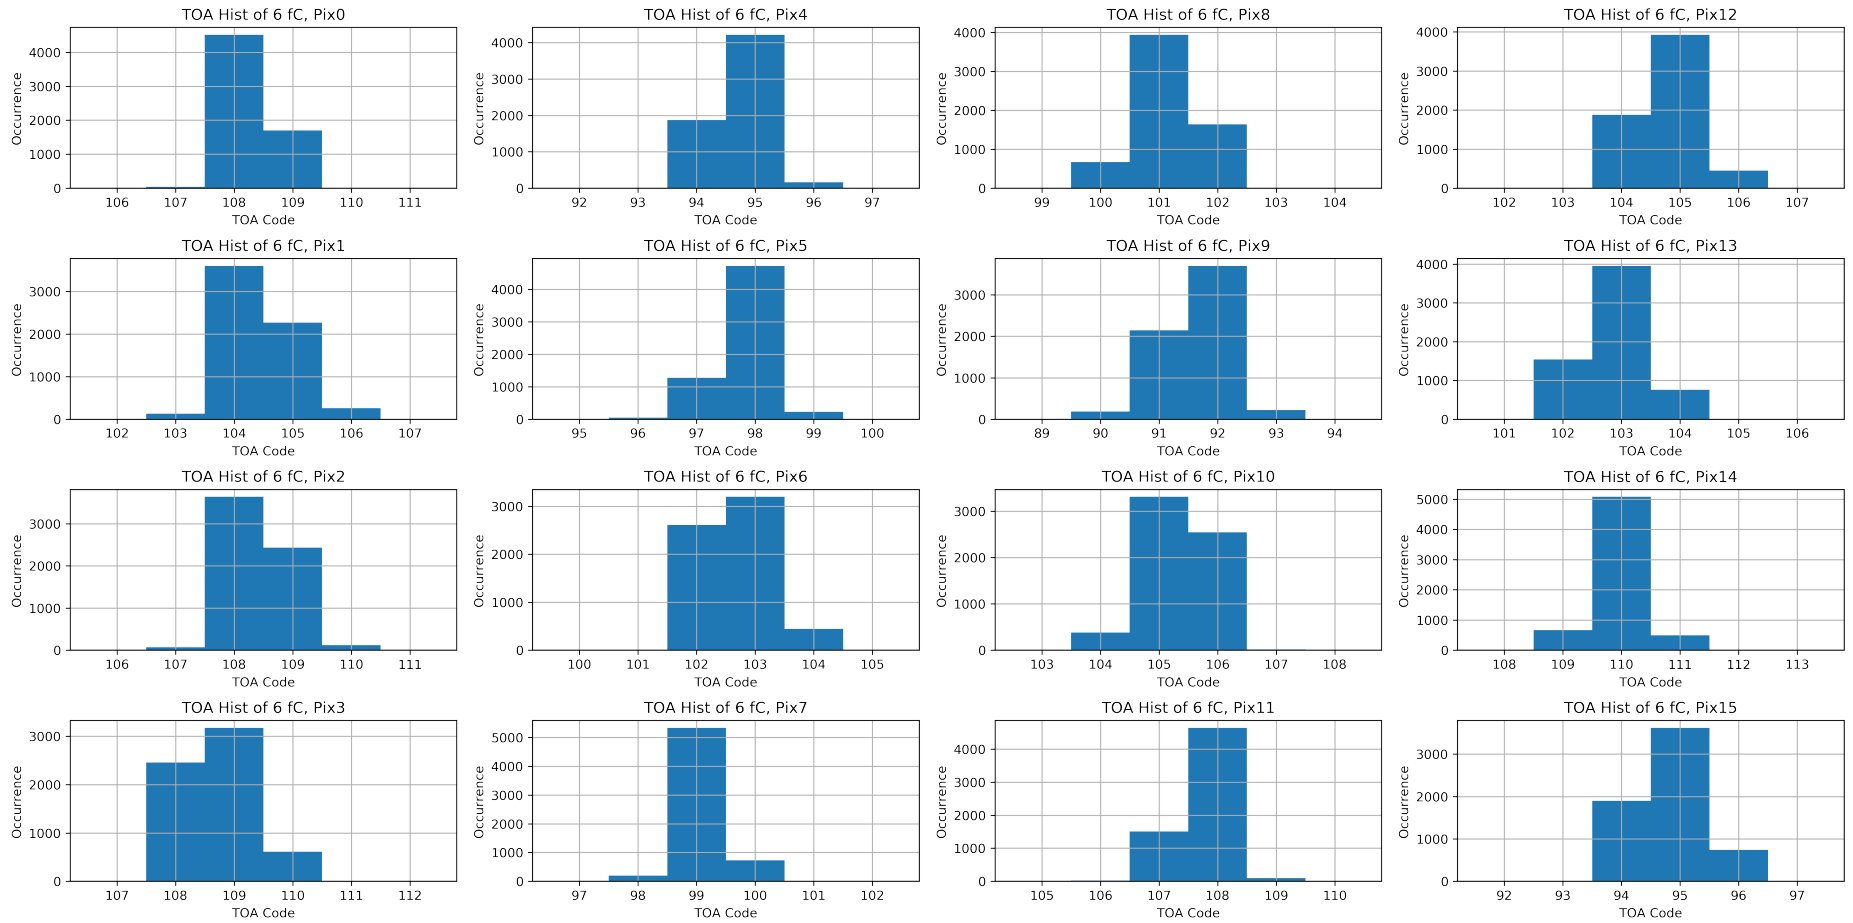 TOA Hist of 6 fC, Pix0
Occurrence
4000
3000
2000
1000
0
106 107 108 109 110 111
TOA Code
TOA Hist of 6 fC, Pix4
Occurrence
4000
3000
2000
1000
0
92 93 94 95 96 97
TOA Code
TOA Hist of 6 fC, Pix8
Occurrence
4000
3000
2000
1000
0
99 100 101 102 103 104
TOA Code
TOA Hist of 6 fC, Pix12
Occurrence
4000
3000
2000
1000
0
102 103 104 105 106 107
TOA Code
TOA Hist of 6 fC, Pix1
Occurrence
3000
2000
1000
0
102 103 104 105 106 107
TOA Code
TOA Hist of 6 fC, Pix5
Occurrence
4000
3000
2000
1000
0
95 96 97 98 99 100
TOA Code
TOA Hist of 6 fC, Pix9
Occurrence
3000
2000
1000
0
89 90 91 92 93 94
TOA Code
TOA Hist of 6 fC, Pix13
Occurrence
4000
3000
2000
1000
0
101 102 103 104 105 106
TOA Code
TOA Hist of 6 fC, Pix2
Occurrence
3000
2000
1000
0
106 107 108 109 110 111
TOA Code
TOA Hist of 6 fC, Pix6
Occurrence
3000
2000
1000
0
100 101 102 103 104 105
TOA Code
TOA Hist of 6 fC, Pix10
Occurrence
3000
2000
1000
0
103 104 105 106 107 108
TOA Code
TOA Hist of 6 fC, Pix14
Occurrence
5000
4000
3000
2000
1000
0
108 109 110 111 112 113
TOA Code
TOA Hist of 6 fC, Pix3
Occurrence
3000
2000
1000
0
107 108 109 110 111 112
TOA Code
TOA Hist of 6 fC, Pix7
Occurrence
5000
4000
3000
2000
1000
0
97 98 99 100 101 102
TOA Code
TOA Hist of 6 fC, Pix11
Occurrence
4000
3000
2000
1000
0
105 106 107 108 109 110
TOA Code
TOA Hist of 6 fC, Pix15
Occurrence
3000
2000
1000
0
92 93 94 95 96 97
TOA Code